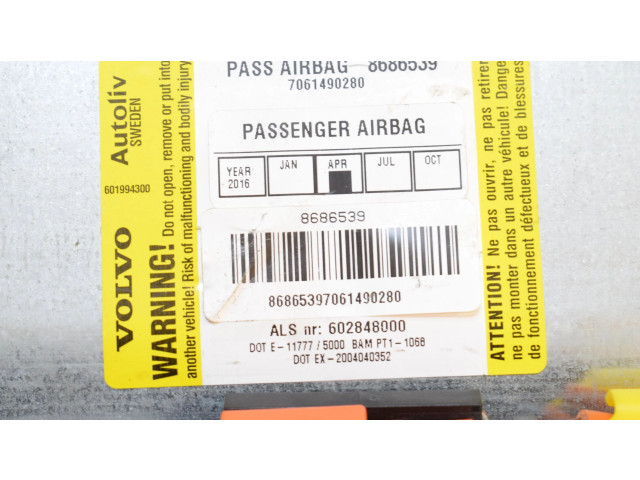 PASS AIRBAG 8686539
7061490280
PASSENGER AIRBAG
YEAR 2016
JAN
APR
JUL
OCT
8686539
86865397061490280
ALS nr: 602848000
DOT E-11777 / 5000 BAM PT1-1068
DOT EX-2004040352
Autoliv
SWEDEN
601994300
VOLVO
WARNING! Do not open, remove or put into
another vehicle! Risk of malfunctioning and bodily injury
ATTENTION! Ne pas ouvrir, ne pas retirer
ne pas monter dans un autre véhicule! Danger
de fonctionnement défectueux et de blessures